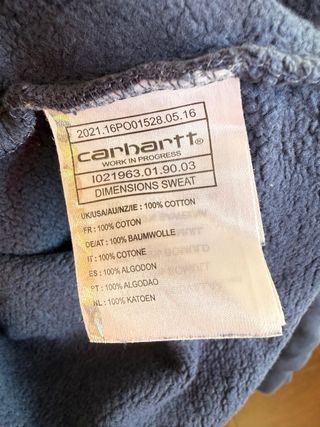 2021.16PO01528.05.16
carhartt®
WORK IN PROGRESS
I021963.01.90.03
DIMENSIONS SWEAT
UK/USA/AU/NZ/IE : 100% COTTON
FR : 100% COTON
DE/AT : 100% BAUMWOLLE
IT : 100% COTONE
ES : 100% ALGODON
PT : 100% ALGODAO
NL : 100% KATOEN